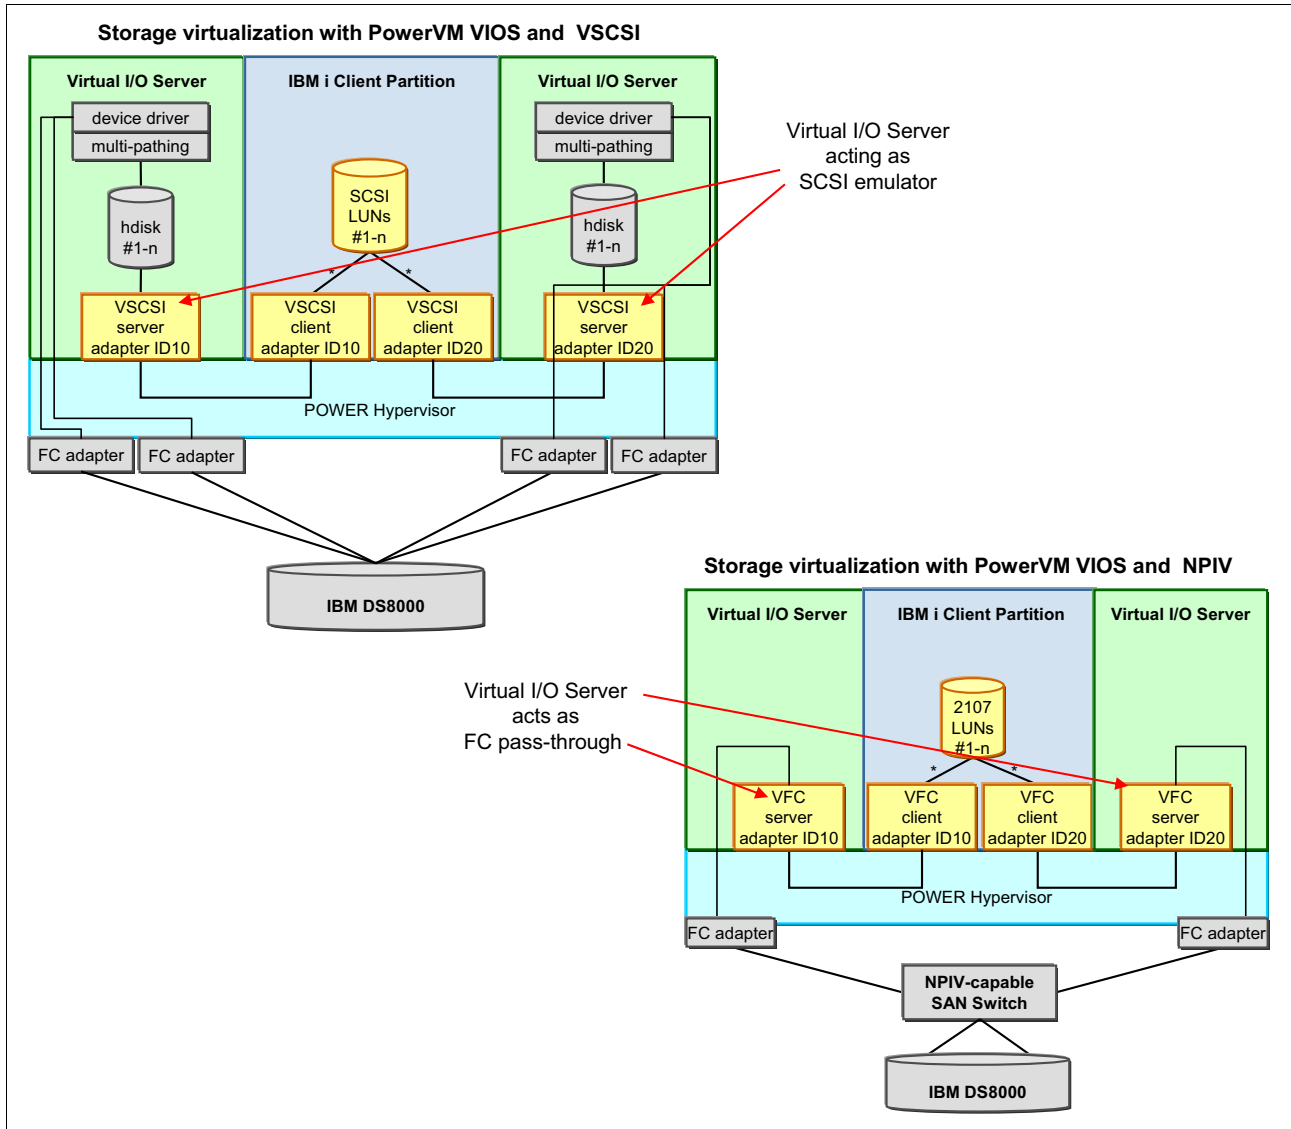 Storage virtualization with PowerVM VIOS and VSCSI
Virtual I/O Server
device driver
multi-pathing
hdisk
#1-n
VSCSI
server
adapter ID10
IBM i Client Partition
SCSI
LUNs
#1-n
*
*
VSCSI
client
adapter ID10
VSCSI
client
adapter ID20
Virtual I/O Server
device driver
multi-pathing
hdisk
#1-n
VSCSI
server
adapter ID20
POWER Hypervisor
FC adapter
FC adapter
FC adapter
FC adapter
IBM DS8000
Virtual I/O Server
acting as
SCSI emulator
Storage virtualization with PowerVM VIOS and NPIV
Virtual I/O Server
VFC
server
adapter ID10
IBM i Client Partition
2107
LUNs
#1-n
*
*
VFC
client
adapter ID10
VFC
client
adapter ID20
Virtual I/O Server
VFC
server
adapter ID20
POWER Hypervisor
FC adapter
FC adapter
NPIV-capable
SAN Switch
IBM DS8000
Virtual I/O Server
acts as
FC pass-through